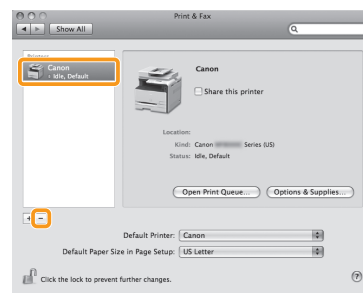 Print & Fax
Show All
Printers
Canon
• Idle, Default
Canon
Share this printer
Location:
Kind: Canon Series (US)
Status: Idle, Default
Open Print Queue... Options & Supplies...
+ −
Default Printer: Canon
Default Paper Size in Page Setup: US Letter
Click the lock to prevent further changes.
?